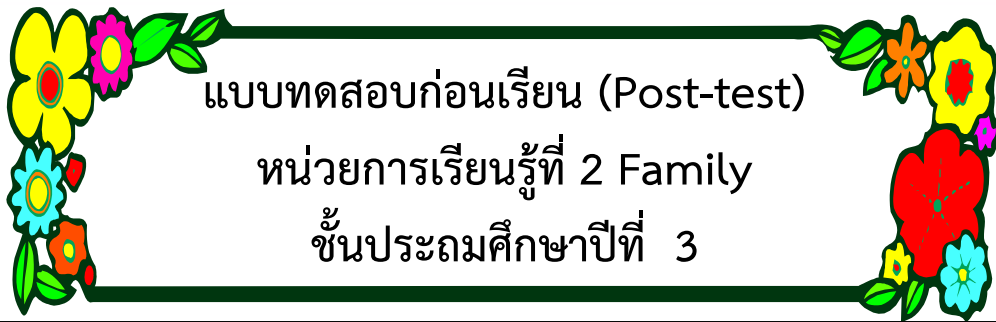 แบบทดสอบก่อนเรียน (Post-test)
หน่วยการเรียนรู้ที่ 2 Family
ชั้นประถมศึกษาปีที่ 3